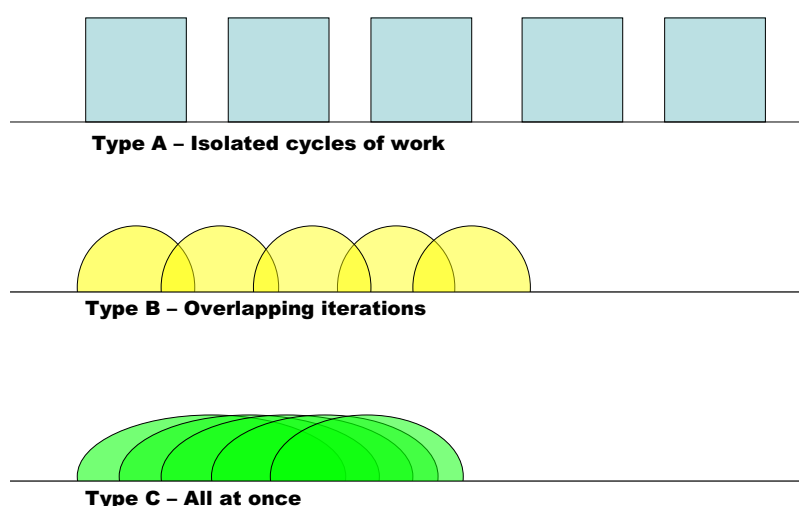 Type A – Isolated cycles of work
Type B – Overlapping iterations
Type C – All at once